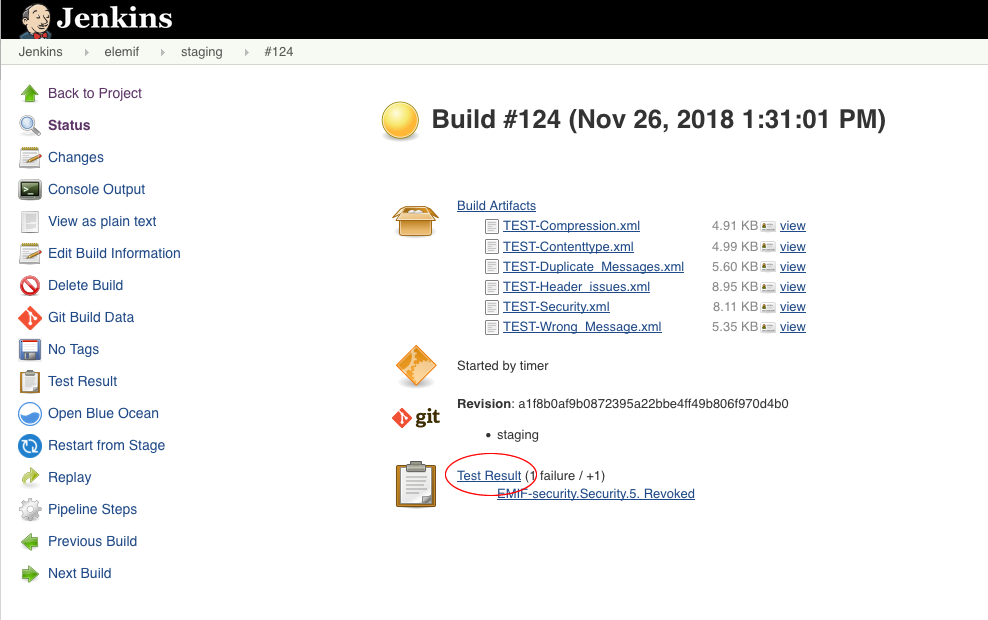 Jenkins
Jenkins elemif staging #124
Back to Project
Status
Changes
Console Output
View as plain text
Edit Build Information
Delete Build
Git Build Data
No Tags
Test Result
Open Blue Ocean
Restart from Stage
Replay
Pipeline Steps
Previous Build
Next Build
Build #124 (Nov 26, 2018 1:31:01 PM)
Build Artifacts
TEST-Compression.xml 4.91 KB view
TEST-Contenttype.xml 4.99 KB view
TEST-Duplicate_Messages.xml 5.60 KB view
TEST-Header_issues.xml 8.95 KB view
TEST-Security.xml 8.11 KB view
TEST-Wrong_Message.xml 5.35 KB view
Started by timer
git
Revision: a1f8b0af9b0872395a22bbe4ff49b806f970d4b0
• staging
Test Result (1 failure / +1)
EMIF-security.Security.5. Revoked